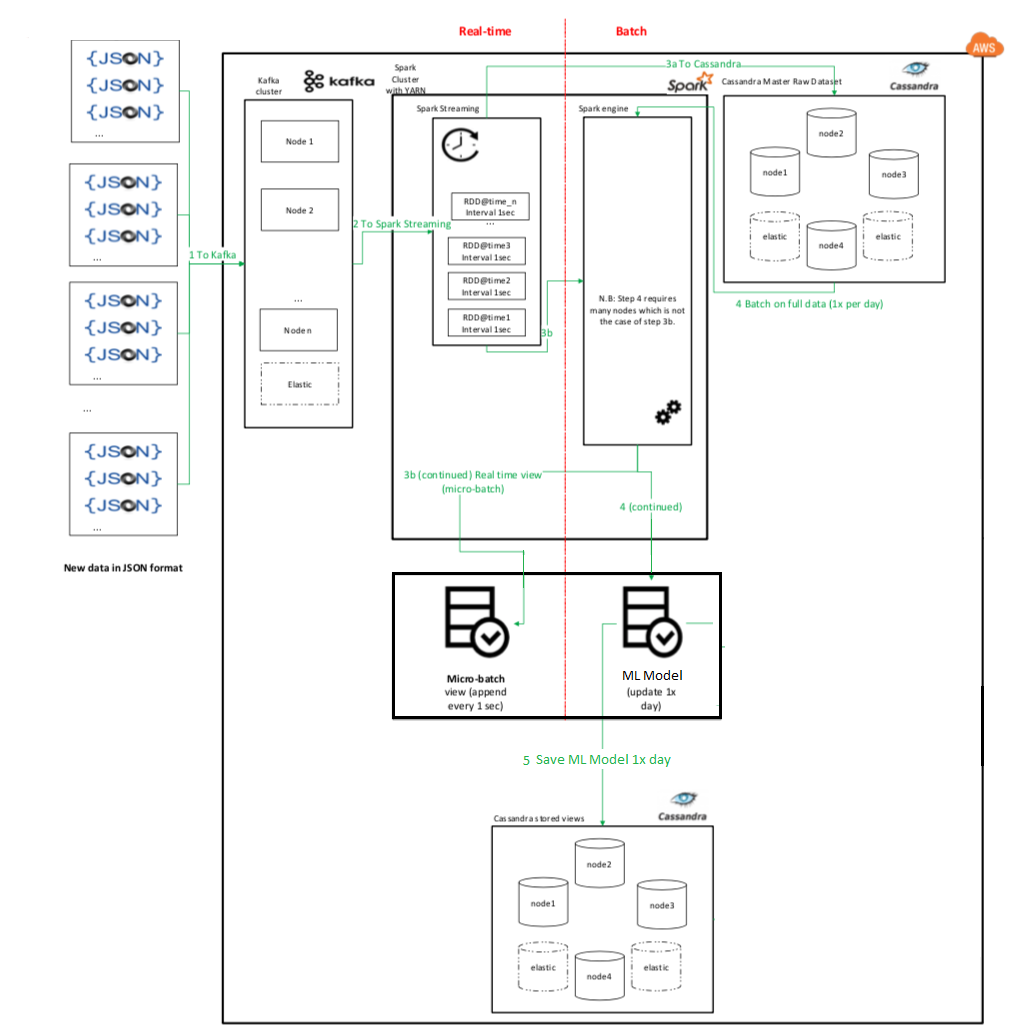 Real-time
Batch
AWS
{JSON}
{JSON}
{JSON}
...
{JSON}
{JSON}
{JSON}
...
{JSON}
{JSON}
{JSON}
...
...
{JSON}
{JSON}
{JSON}
...
New data in JSON format
1 To Kafka
Kafka
cluster
kafka
Node 1
Node 2
...
Node n
Elastic
2 To Spark Streaming
Spark
Cluster
with YARN
Spark Streaming
RDD@time_n
Interval 1sec
...
RDD@time3
Interval 1sec
RDD@time2
Interval 1sec
RDD@time1
Interval 1sec
3b
3a To Cassandra
Spark
Spark engine
N.B: Step 4 requires
many nodes which is not
the case of step 3b.
Cassandra Master Raw Dataset
Cassandra
node2
node1
node3
elastic
node4
elastic
4 Batch on full data (1x per day)
3b (continued) Real time view
(micro-batch)
4 (continued)
Micro-batch
view (append
every 1 sec)
ML Model
(update 1x
day)
5 Save ML Model 1x day
Cassandra stored views
Cassandra
node2
node1
node3
elastic
node4
elastic